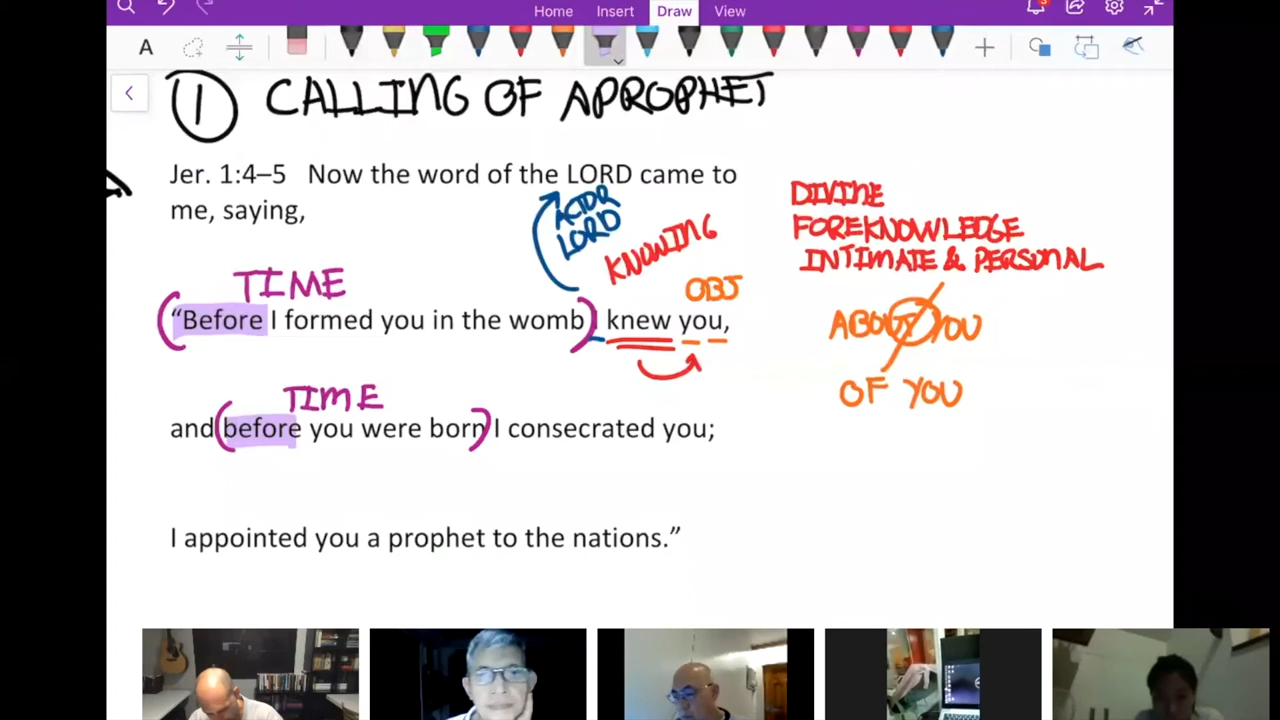 Home Insert Draw View
A
1 CALLING OF A PROPHET
Jer. 1:4–5 Now the word of the LORD came to
me, saying,
ACTOR
LORD
KNOWING
DIVINE
FOREKNOWLEDGE
INTIMATE & PERSONAL
TIME
OBJ
(“Before I formed you in the womb) I knew you,
ABOUT YOU
OF YOU
TIME
and (before you were born) I consecrated you;
I appointed you a prophet to the nations.”